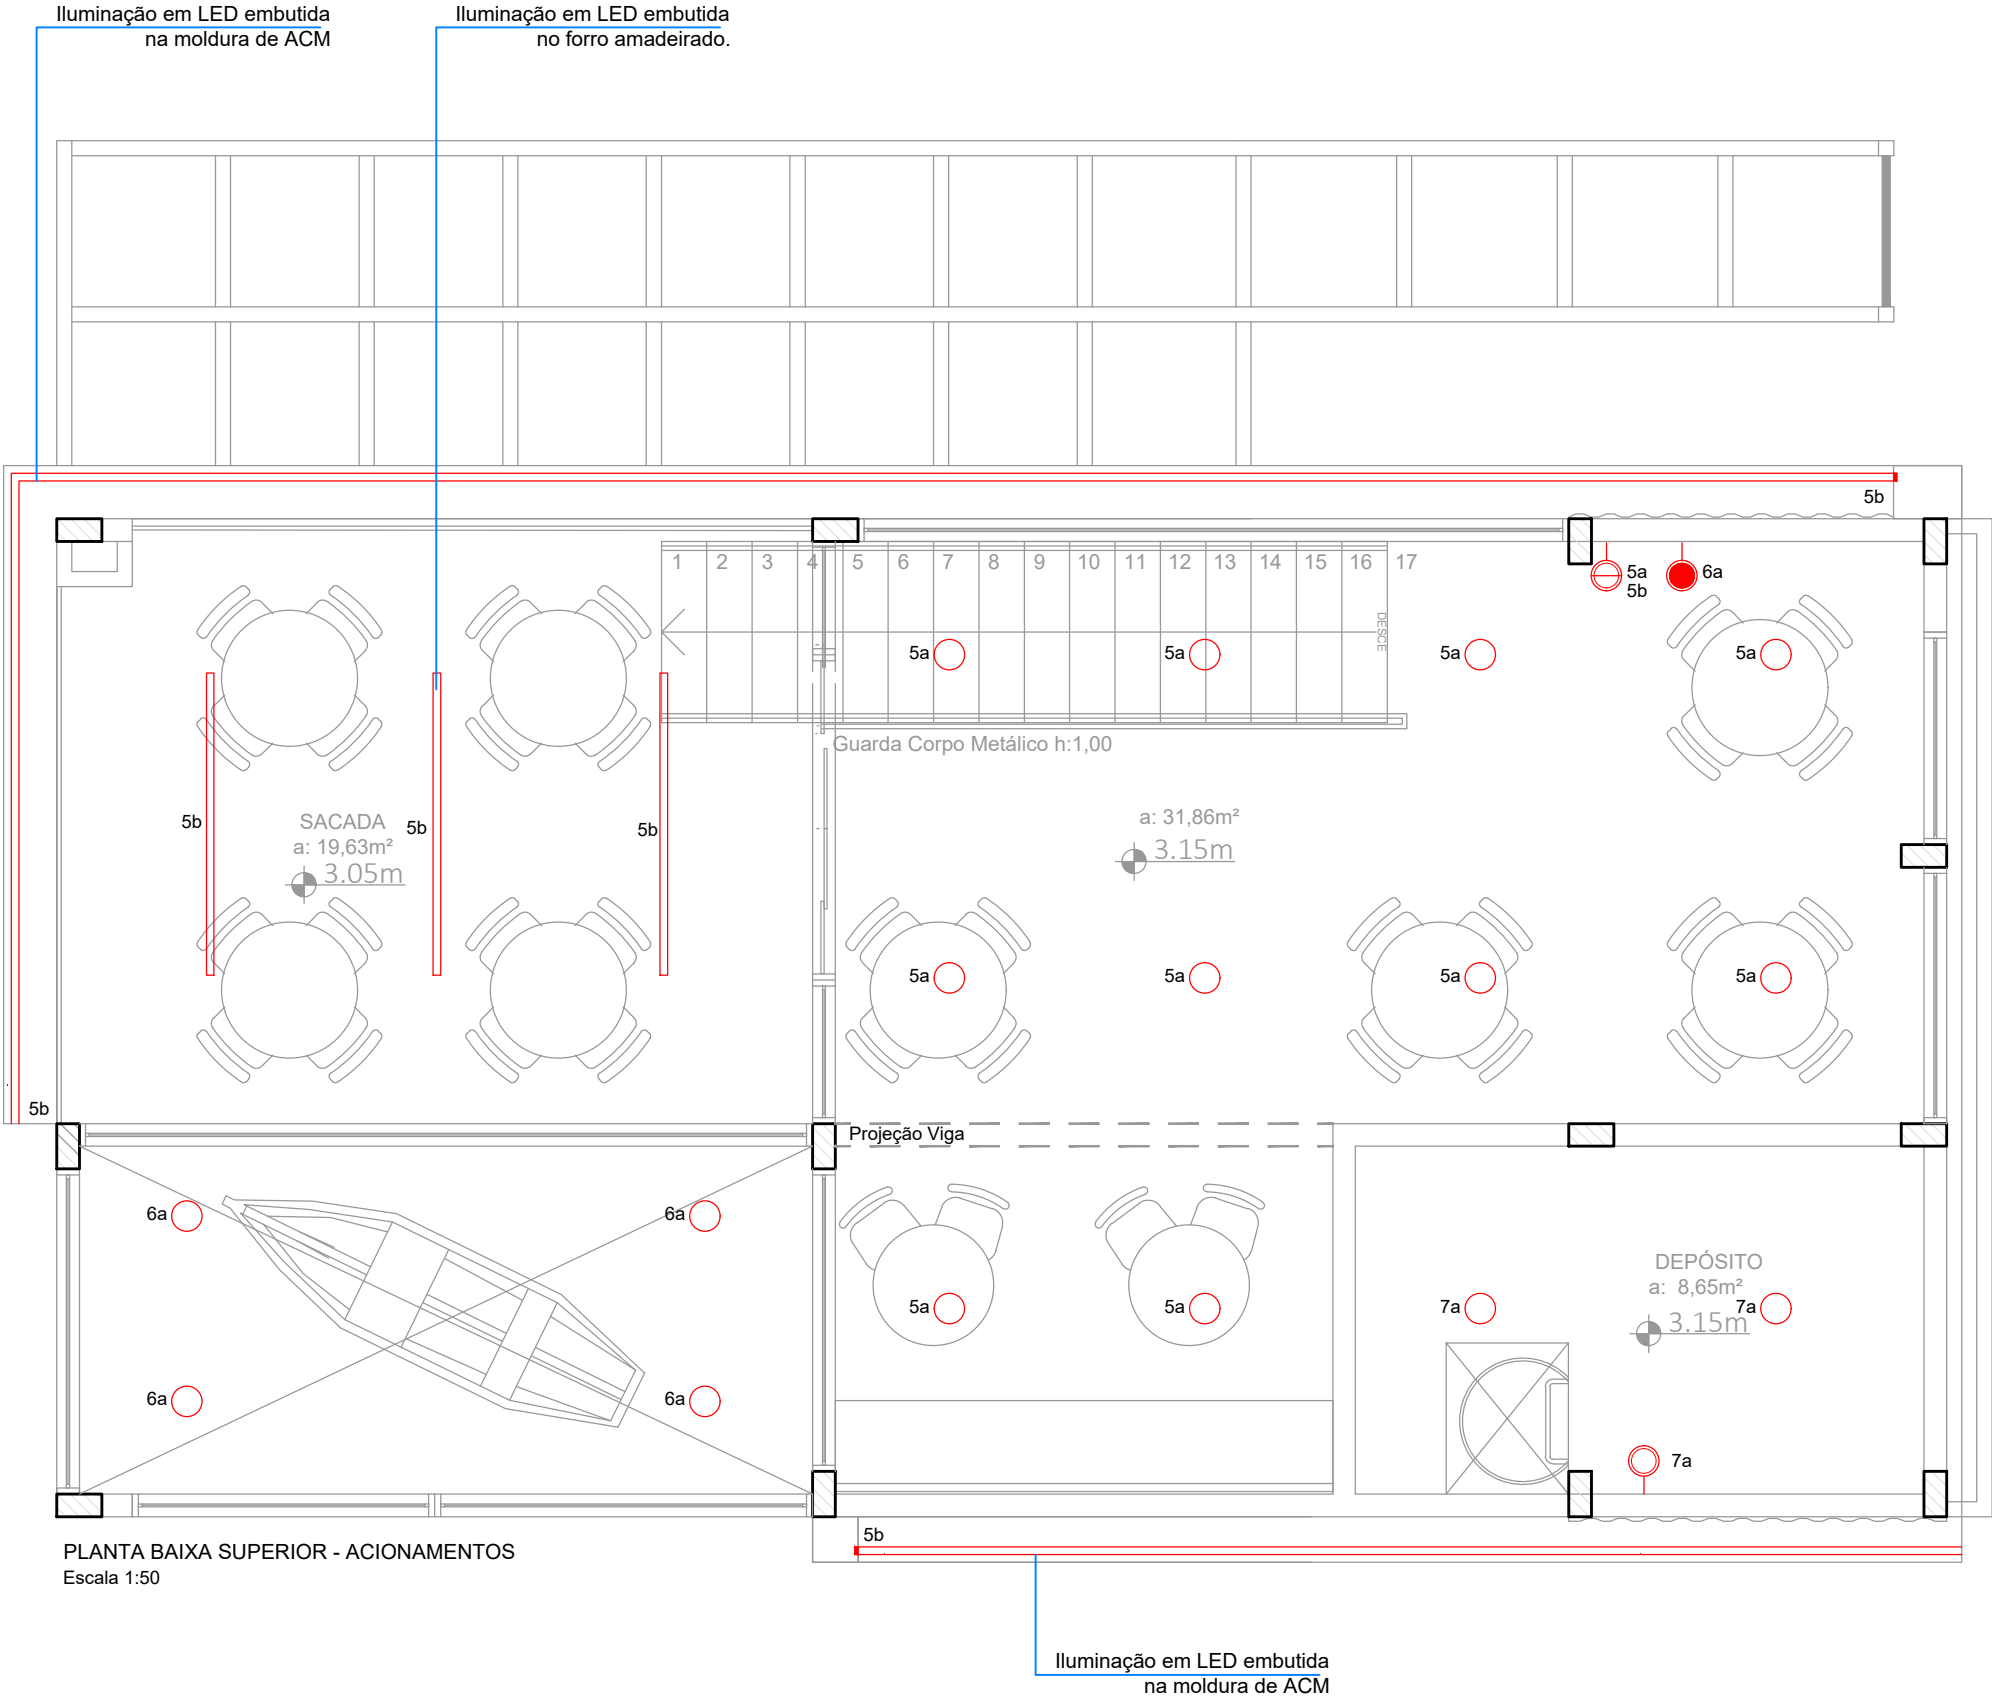 Iluminação em LED embutida
na moldura de ACM
Iluminação em LED embutida
no forro amadeirado.
5b
1 2 3 4 5 6 7 8 9 10 11 12 13 14 15 16 17
5a
5b
6a
DESCE
5a 5a 5a 5a
Guarda Corpo Metálico h:1,00
5b
SACADA
a: 19,63m²
3.05m
5b
5b
a: 31,86m²
3.15m
5a 5a 5a 5a
5b
Projeção Viga
6a 6a
DEPÓSITO
a: 8,65m²
3.15m
5a 5a 7a 7a
6a 6a
7a
5b
PLANTA BAIXA SUPERIOR - ACIONAMENTOS
Escala 1:50
Iluminação em LED embutida
na moldura de ACM